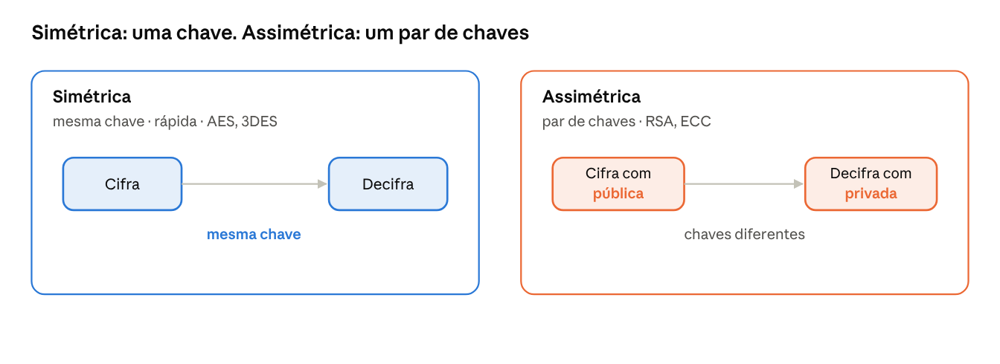 Simétrica: uma chave. Assimétrica: um par de chaves
Simétrica
mesma chave · rápida · AES, 3DES
Cifra
Decifra
mesma chave
Assimétrica
par de chaves · RSA, ECC
Cifra com
pública
Decifra com
privada
chaves diferentes